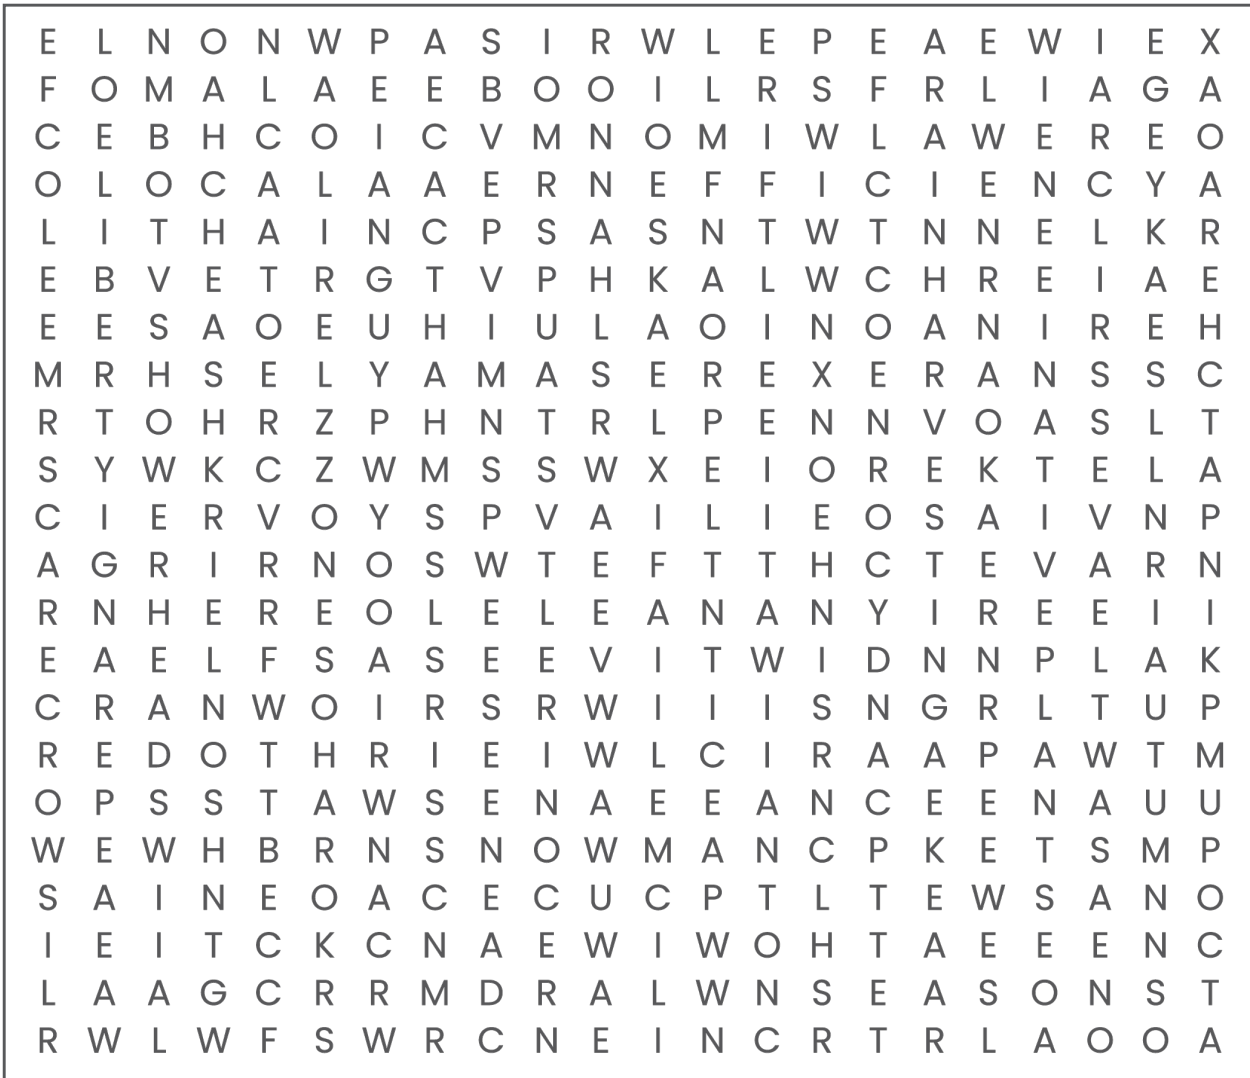 E L N O N W P A S I R W L E P E A E W I E X
F O M A L A E E B O O I L R S F R L I A G A
C E B H C O I C V M N O M I W L A W E R E O
O L O C A L A A E R N E F F I C I E N C Y A
L I T H A I N C P S A S N T W T N N E L K R
E B V E T R G T V P H K A L W C H R E I A E
E E S A O E U H I U L A O I N O A N I R E H
M R H S E L Y A M A S E R E X E R A N S S C
R T O H R Z P H N T R L P E N N V O A S L T
S Y W K C Z W M S S W X E I O R E K T E L A
C I E R V O Y S P V A I L I E O S A I V N P
A G R I R N O S W T E F T T H C T E V A R N
R N H E R E O L E L E A N A N Y I R E E I I
E A E L F S A S E E V I T W I D N N P L A K
C R A N W O I R S R W I I I S N G R L T U P
R E D O T H R I E I W L C I R A A P A W T M
O P S S T A W S E N A E E A N C E E N A U U
W E W H B R N S N O W M A N C P K E T S M P
S A I N E O A C E C U C P T L T E W S A N O
I E I T C K C N A E W I W O H T A E E E N C
L A A G C R R M D R A L W N S E A S O N S T
R W L W F S W R C N E I N C R T R L A O O A